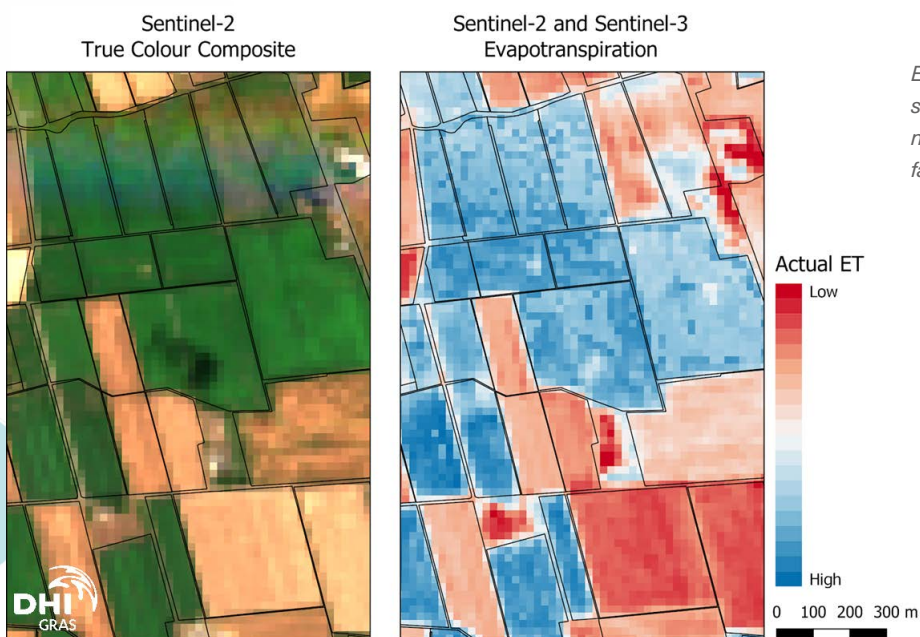 Sentinel-2
True Colour Composite
Sentinel-2 and Sentinel-3
Evapotranspiration
Actual ET
Low
High
0 100 200 300 m
DHI
GRAS